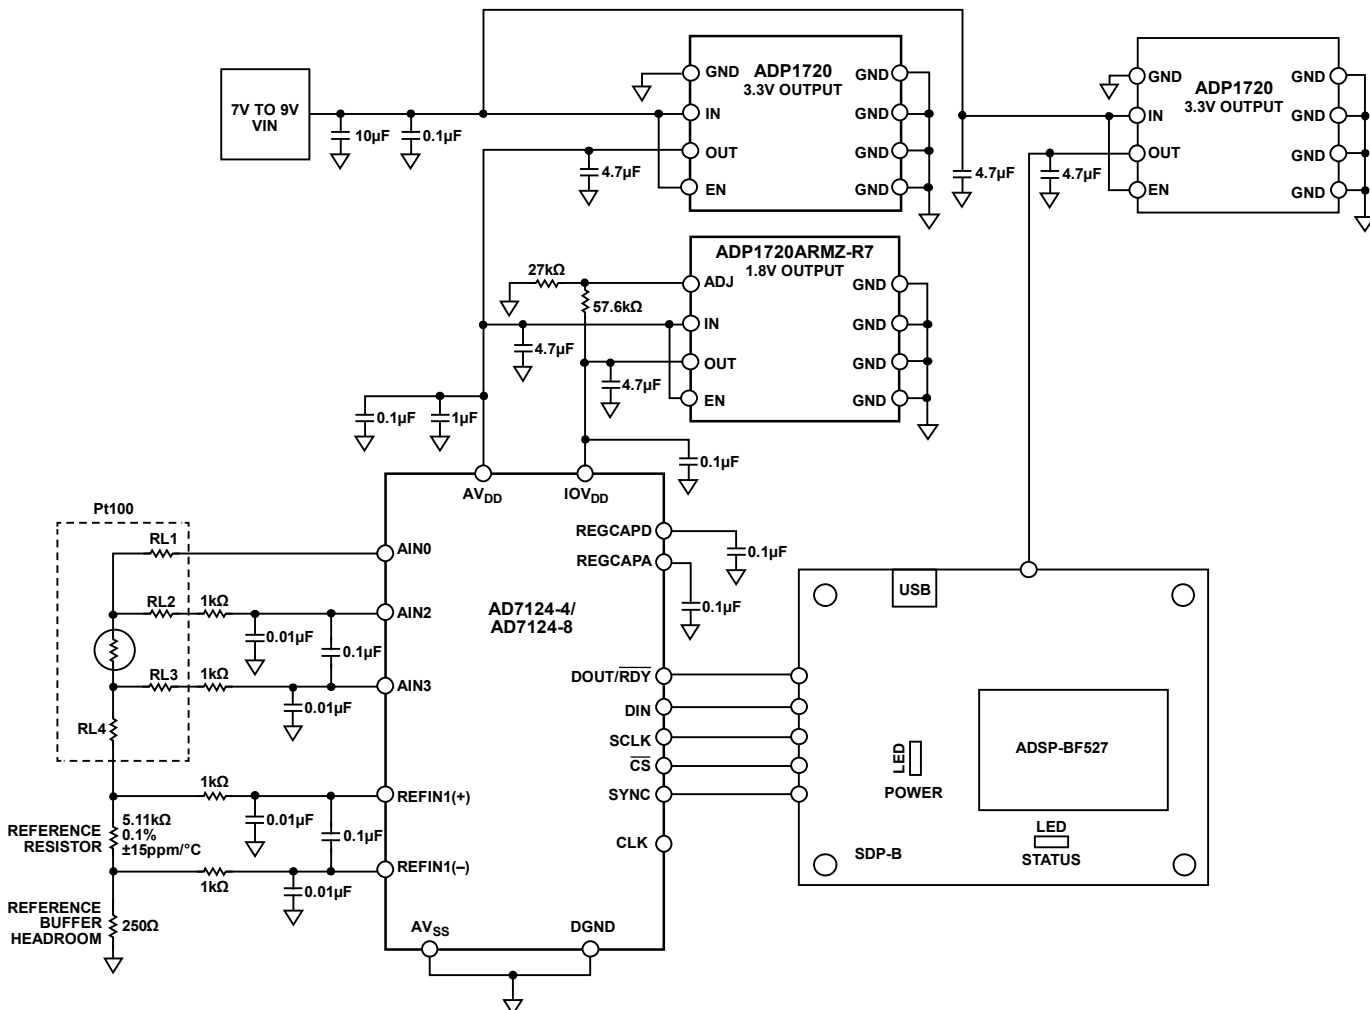 7V TO 9V
VIN
10µF
0.1µF
ADP1720
3.3V OUTPUT
GND
IN
OUT
EN
GND
GND
GND
GND
4.7µF
4.7µF
ADP1720
3.3V OUTPUT
GND
IN
OUT
EN
GND
GND
GND
GND
4.7µF
ADP1720ARMZ-R7
1.8V OUTPUT
ADJ
IN
OUT
EN
GND
GND
GND
GND
27kΩ
57.6kΩ
4.7µF
4.7µF
0.1µF
1µF
0.1µF
AVDD
IOVDD
Pt100
RL1
RL2
RL3
RL4
1kΩ
0.01µF
0.1µF
1kΩ
0.01µF
AIN0
AIN2
AIN3
AD7124-4/
AD7124-8
REGCAPD
REGCAPA
0.1µF
0.1µF
DOUT/RDY
DIN
SCLK
CS
SYNC
CLK
1kΩ
0.01µF
0.1µF
1kΩ
0.01µF
REFIN1(+)
REFIN1(–)
REFERENCE
RESISTOR
5.11kΩ
0.1%
±15ppm/°C
REFERENCE
BUFFER
HEADROOM
250Ω
AVSS
DGND
USB
ADSP-BF527
LED
POWER
LED
STATUS
SDP-B